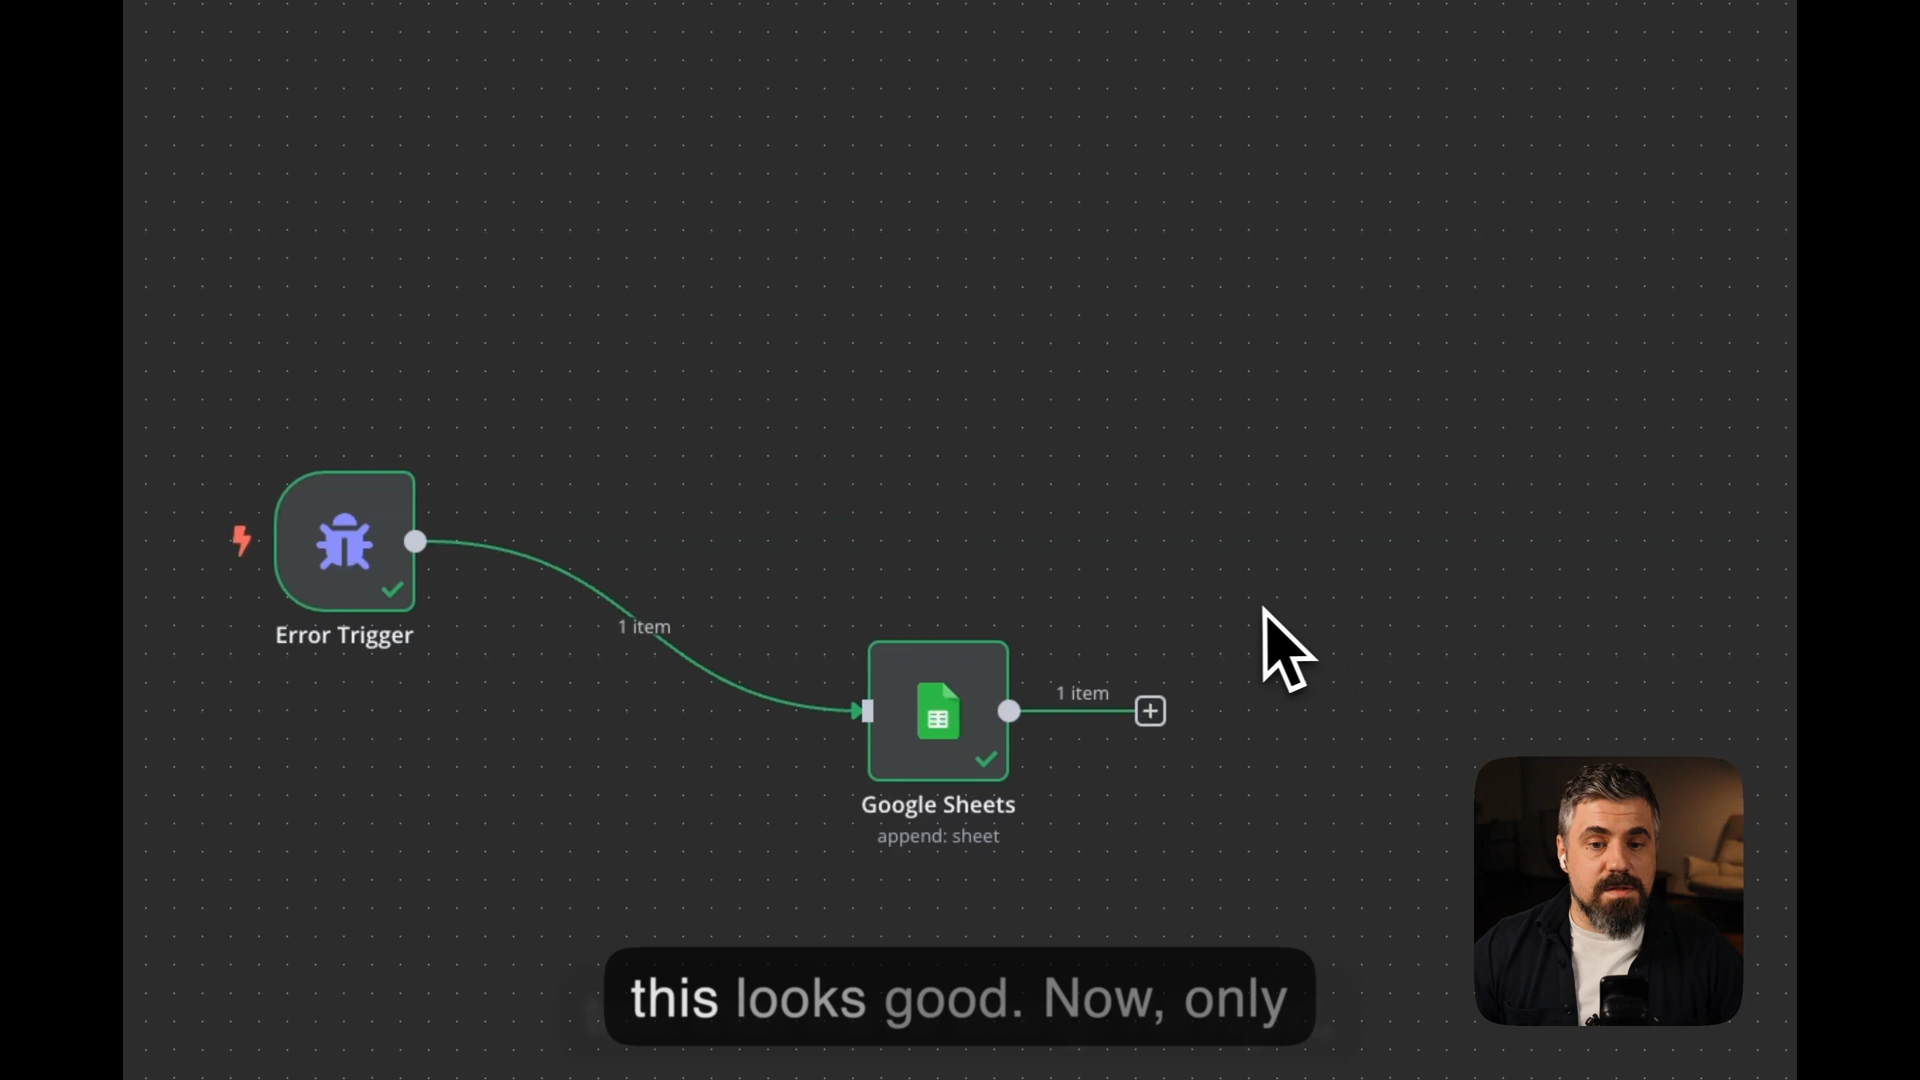 1 item
Error Trigger
1 item
Google Sheets
append: sheet
this looks good. Now, only